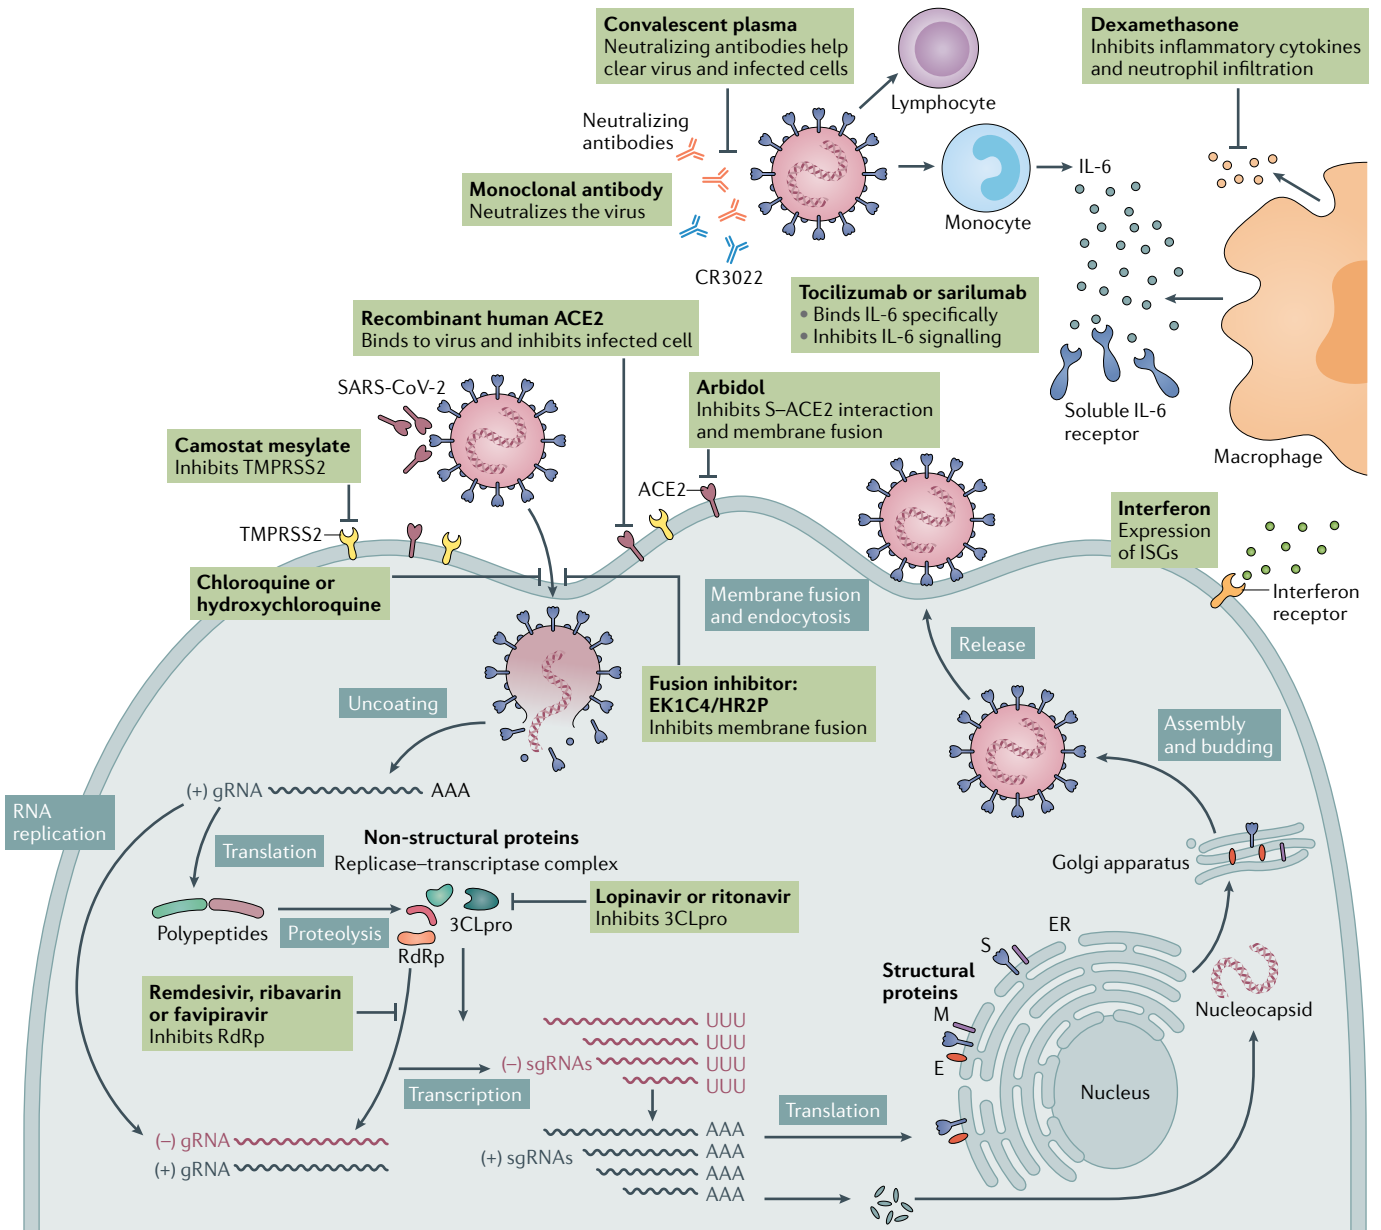 Convalescent plasma
Neutralizing antibodies help
clear virus and infected cells
Dexamethasone
Inhibits inflammatory cytokines
and neutrophil infiltration
Lymphocyte
Neutralizing
antibodies
Monoclonal antibody
Neutralizes the virus
Monocyte
IL-6
CR3022
Tocilizumab or sarilumab
• Binds IL-6 specifically
• Inhibits IL-6 signalling
Recombinant human ACE2
Binds to virus and inhibits infected cell
SARS-CoV-2
Arbidol
Inhibits S–ACE2 interaction
and membrane fusion
Soluble IL-6
receptor
Macrophage
Camostat mesylate
Inhibits TMPRSS2
ACE2
TMPRSS2
Interferon
Expression
of ISGs
Interferon
receptor
Chloroquine or
hydroxychloroquine
Membrane fusion
and endocytosis
Release
Fusion inhibitor:
EK1C4/HR2P
Inhibits membrane fusion
Uncoating
Assembly
and budding
(+) gRNA
AAA
RNA
replication
Translation
Non-structural proteins
Replicase–transcriptase complex
Golgi apparatus
Lopinavir or ritonavir
Inhibits 3CLpro
3CLpro
Polypeptides
Proteolysis
RdRp
ER
S
Structural
proteins
M
E
Nucleocapsid
Nucleus
Remdesivir, ribavarin
or favipiravir
Inhibits RdRp
UUU
UUU
(–) sgRNAs
UUU
UUU
Transcription
Translation
(–) gRNA
(+) gRNA
AAA
(+) sgRNAs
AAA
AAA
AAA